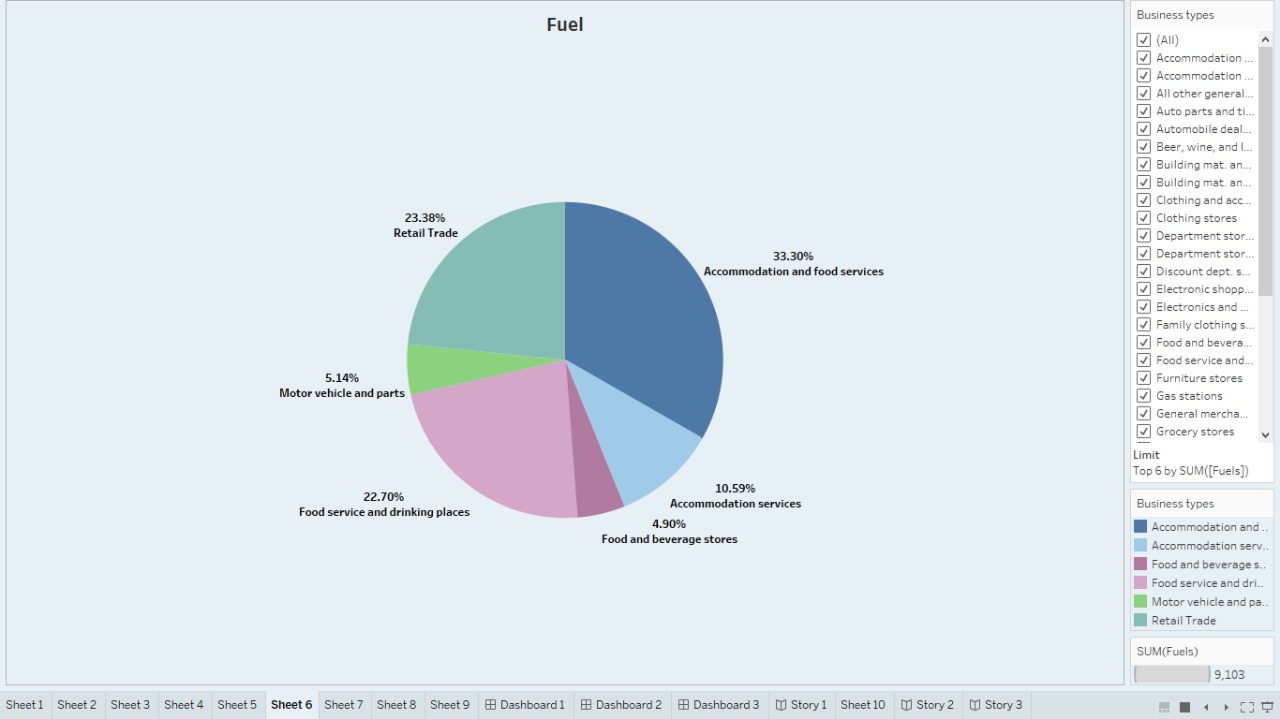 Fuel
23.38%
Retail Trade
33.30%
Accommodation and food services
5.14%
Motor vehicle and parts
22.70%
Food service and drinking places
10.59%
Accommodation services
4.90%
Food and beverage stores
Business types
(All)
Accommodation ...
Accommodation ...
All other general...
Auto parts and ti...
Automobile deal...
Beer, wine, and l...
Building mat. an...
Building mat. an...
Clothing and acc...
Clothing stores
Department stor...
Department stor...
Discount dept. s...
Electronic shopp...
Electronics and ...
Family clothing s...
Food and bevera...
Food service and...
Furniture stores
Gas stations
General mercha...
Grocery stores
Limit
Top 6 by SUM([Fuels])
Business types
Accommodation and ..
Accommodation serv..
Food and beverage s..
Food service and dri..
Motor vehicle and pa..
Retail Trade
SUM(Fuels)
9,103
Sheet 1 Sheet 2 Sheet 3 Sheet 4 Sheet 5 Sheet 6 Sheet 7 Sheet 8 Sheet 9 Dashboard 1 Dashboard 2 Dashboard 3 Story 1 Sheet 10 Story 2 Story 3